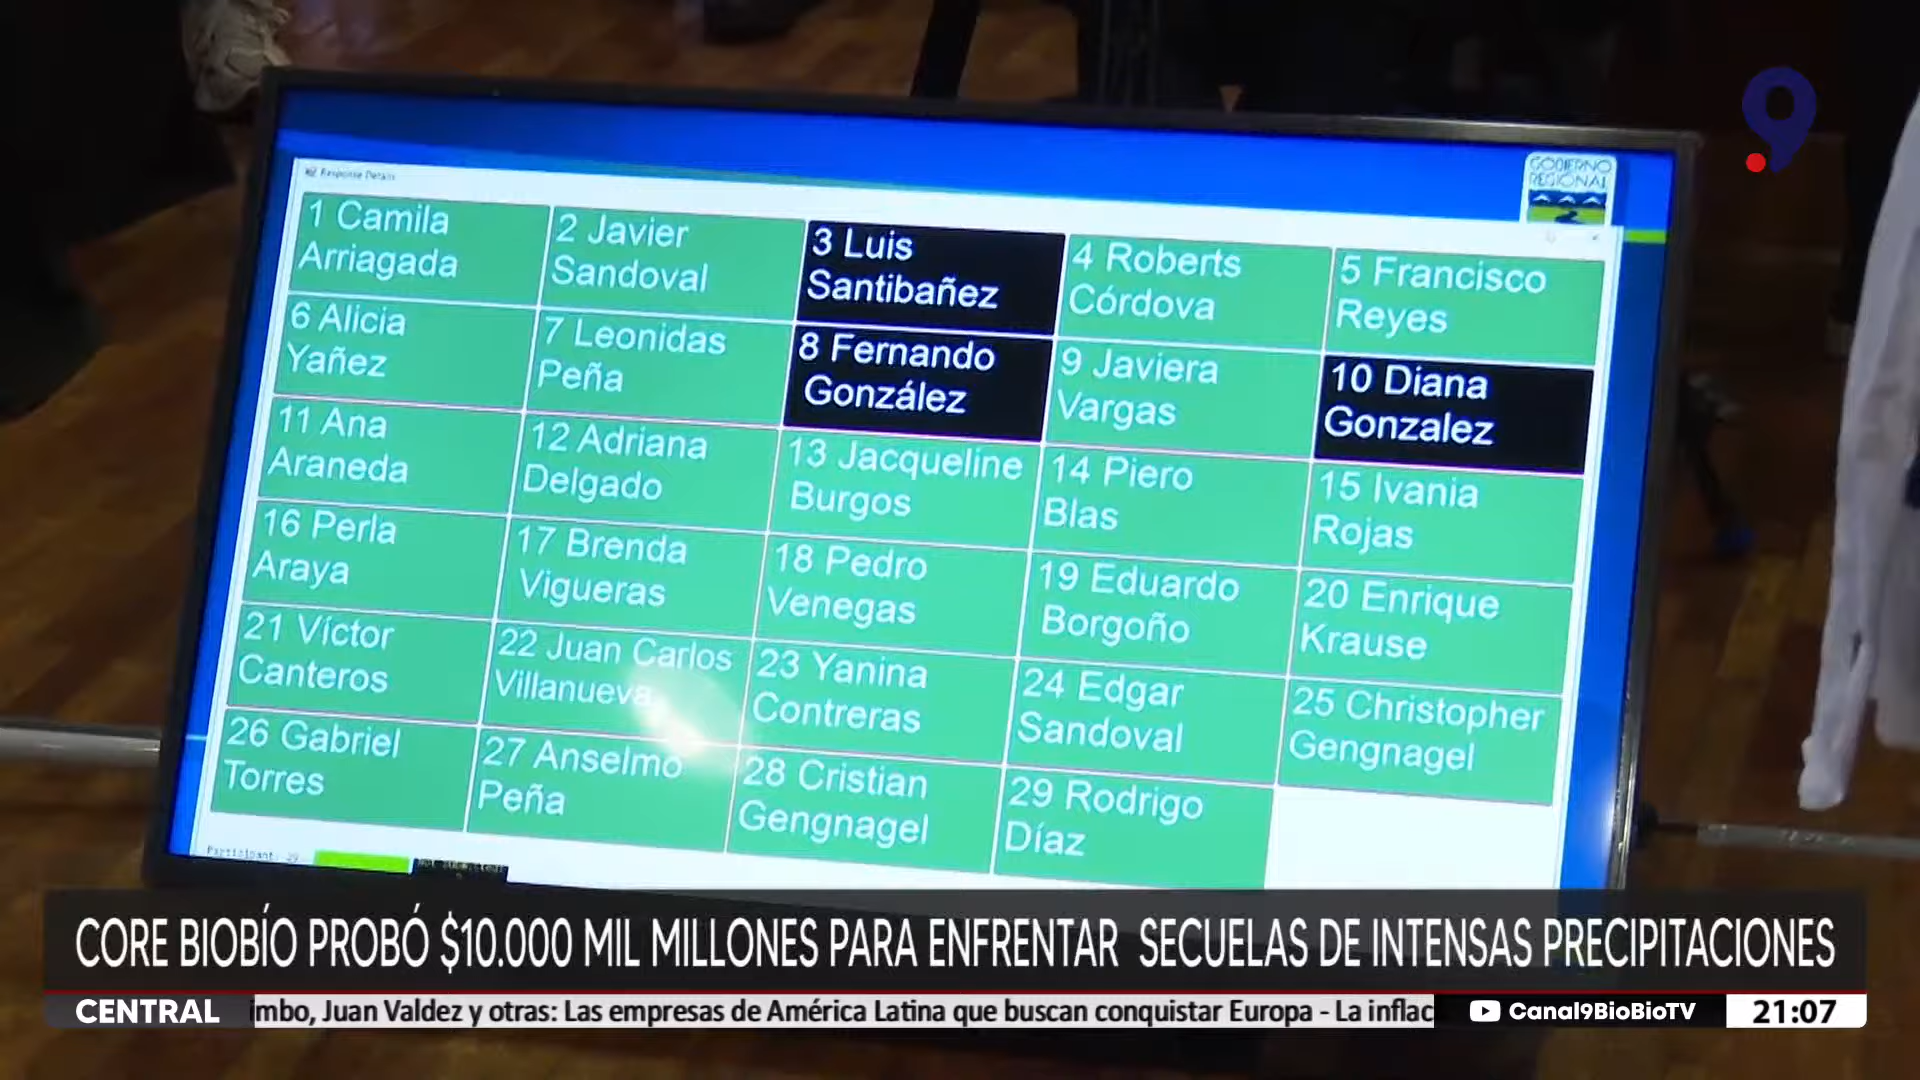 Response Details
GOBIERNO
REGIONAL
1 Camila
Arriagada
2 Javier
Sandoval
3 Luis
Santibañez
4 Roberts
Córdova
5 Francisco
Reyes
6 Alicia
Yañez
7 Leonidas
Peña
8 Fernando
González
9 Javiera
Vargas
10 Diana
Gonzalez
11 Ana
Araneda
12 Adriana
Delgado
13 Jacqueline
Burgos
14 Piero
Blas
15 Ivania
Rojas
16 Perla
Araya
17 Brenda
Vigueras
18 Pedro
Venegas
19 Eduardo
Borgoño
20 Enrique
Krause
21 Víctor
Canteros
22 Juan Carlos
Villanueva
23 Yanina
Contreras
24 Edgar
Sandoval
25 Christopher
Gengnagel
26 Gabriel
Torres
27 Anselmo
Peña
28 Cristian
Gengnagel
29 Rodrigo
Díaz
Participant: 29
CORE BIOBÍO PROBÓ $10.000 MIL MILLONES PARA ENFRENTAR SECUELAS DE INTENSAS PRECIPITACIONES
CENTRAL
imbo, Juan Valdez y otras: Las empresas de América Latina que buscan conquistar Europa - La inflac
Canal9BioBioTV
21:07